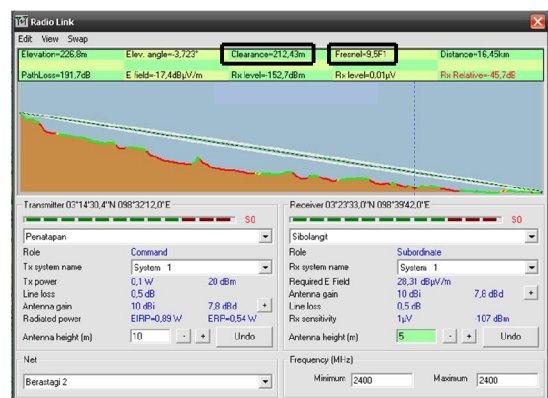 Radio Link
Edit View Swap
Elevation=226,8m Elev. angle=-3,723° Clearance=212,43m Fresnel=9,5F1 Distance=16,45km
PathLoss=191,7dB E field=-17,4dBμV/m Rx level=-152,7dBm Rx level=0,01μV Rx Relative=-45,7dB
Transmitter 03°14'30,4"N 098°32'12,0"E
S0
Penatapan
Role Command
Tx system name System 1
Tx power 0,1 W 20 dBm
Line loss 0,5 dB
Antenna gain 10 dBi 7,8 dBd +
Radiated power EIRP=0,89 W ERP=0,54 W
Antenna height (m) 10 - + Undo
Net
Berastagi 2
Receiver 03°23'33,0"N 098°39'42,0"E
S0
Sibolangit
Role Subordinate
Rx system name System 1
Required E Field 28,31 dBμV/m
Antenna gain 10 dBi 7,8 dBd +
Line loss 0,5 dB
Rx sensitivity 1μV -107 dBm
Antenna height (m) 5 - + Undo
Frequency (MHz)
Minimum 2400 Maximum 2400